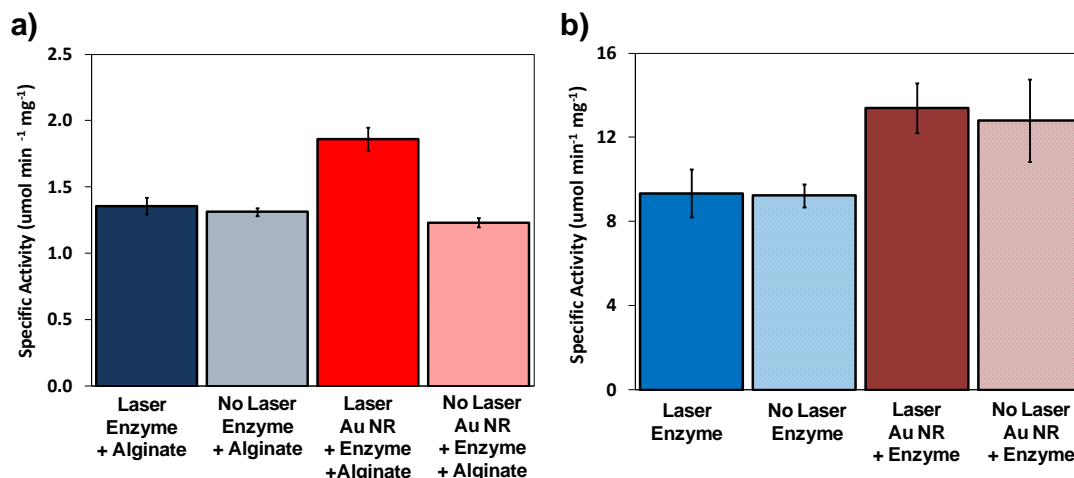 a)
Specific Activity (umol min ⁻¹ mg⁻¹)
2.5
2.0
1.5
1.0
0.5
0.0
Laser
Enzyme
+ Alginate
No Laser
Enzyme
+ Alginate
Laser
Au NR
+ Enzyme
+Alginate
No Laser
Au NR
+ Enzyme
+ Alginate
b)
Specific Activity (umol min⁻¹ mg⁻¹)
16
12
8
4
0
Laser
Enzyme
No Laser
Enzyme
Laser
Au NR
+ Enzyme
No Laser
Au NR
+ Enzyme